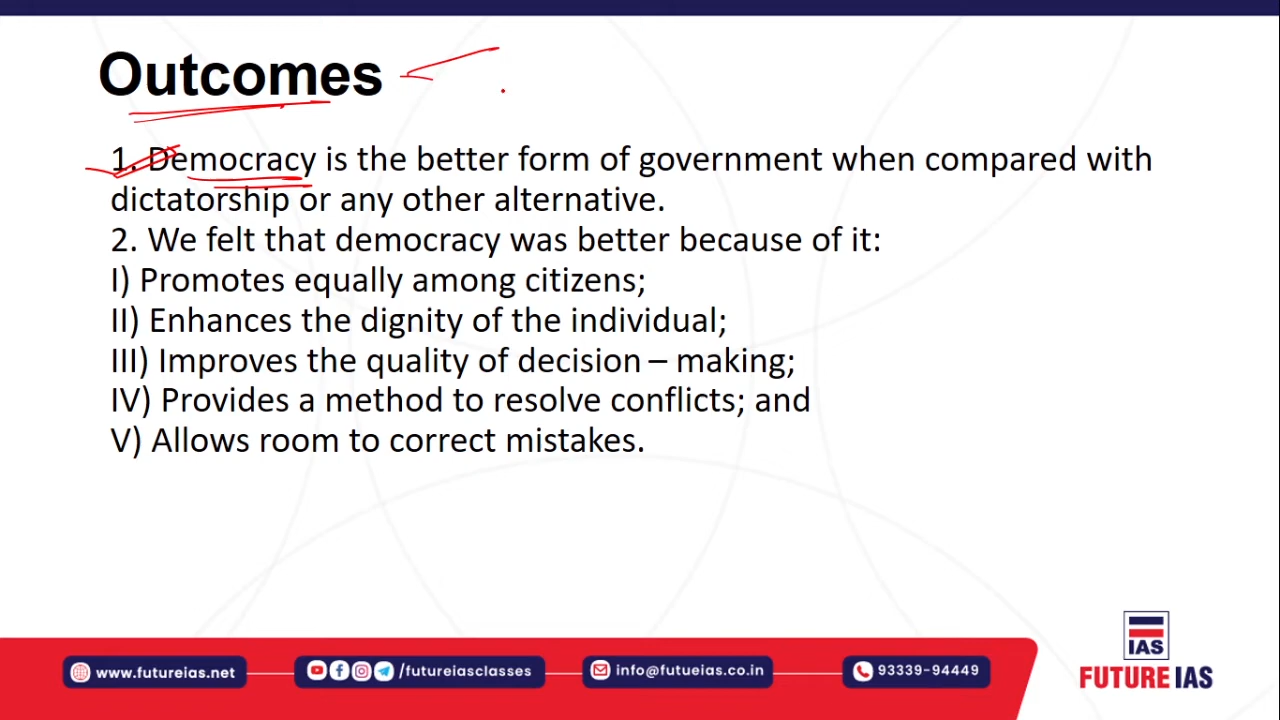 Outcomes
1. Democracy is the better form of government when compared with
dictatorship or any other alternative.
2. We felt that democracy was better because of it:
I) Promotes equally among citizens;
II) Enhances the dignity of the individual;
III) Improves the quality of decision – making;
IV) Provides a method to resolve conflicts; and
V) Allows room to correct mistakes.
www.futureias.net
/futureiasclasses
info@futueias.co.in
93339-94449
IAS
FUTURE IAS